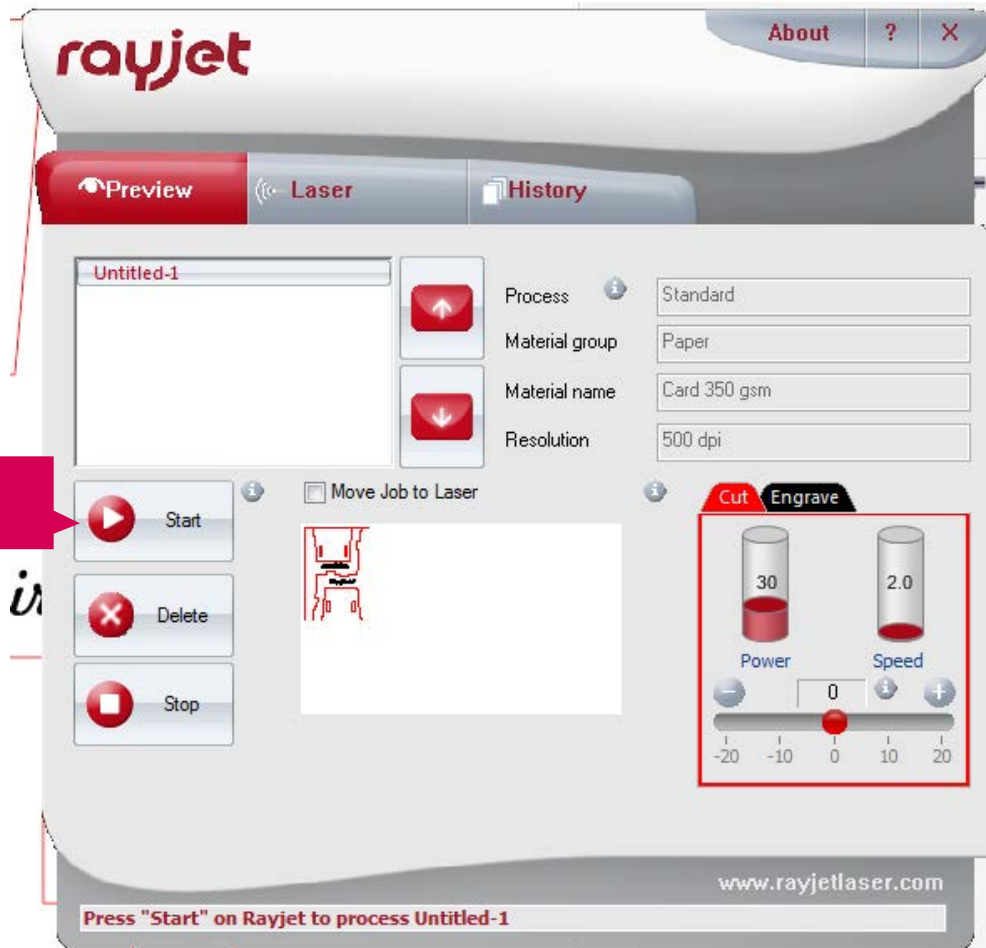 rayjet
About ? X
Preview
Laser
History
Untitled-1
Process
Standard
Material group
Paper
Material name
Card 350 gsm
Resolution
500 dpi
Start
Move Job to Laser
Cut
Engrave
30
2.0
Delete
Power
Speed
Stop
0
-20 -10 0 10 20
www.rayjetlaser.com
Press "Start" on Rayjet to process Untitled-1